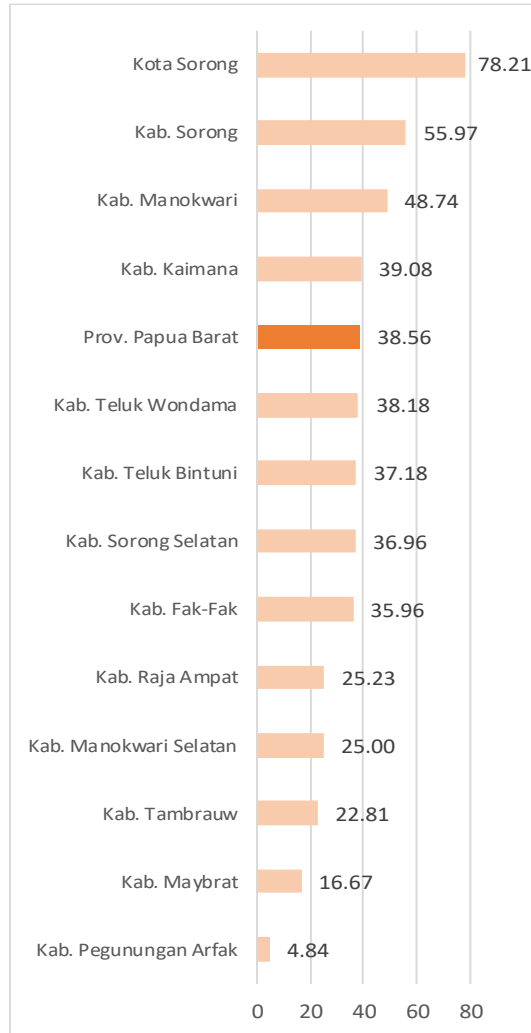 Kota Sorong 78.21
Kab. Sorong 55.97
Kab. Manokwari 48.74
Kab. Kaimana 39.08
Prov. Papua Barat 38.56
Kab. Teluk Wondama 38.18
Kab. Teluk Bintuni 37.18
Kab. Sorong Selatan 36.96
Kab. Fak-Fak 35.96
Kab. Raja Ampat 25.23
Kab. Manokwari Selatan 25.00
Kab. Tambrauw 22.81
Kab. Maybrat 16.67
Kab. Pegunungan Arfak 4.84
0 20 40 60 80